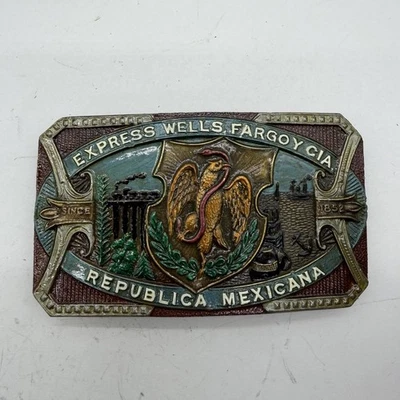 EXPRESS WELLS, FARGO Y CIA
SINCE 1852
REPUBLICA MEXICANA